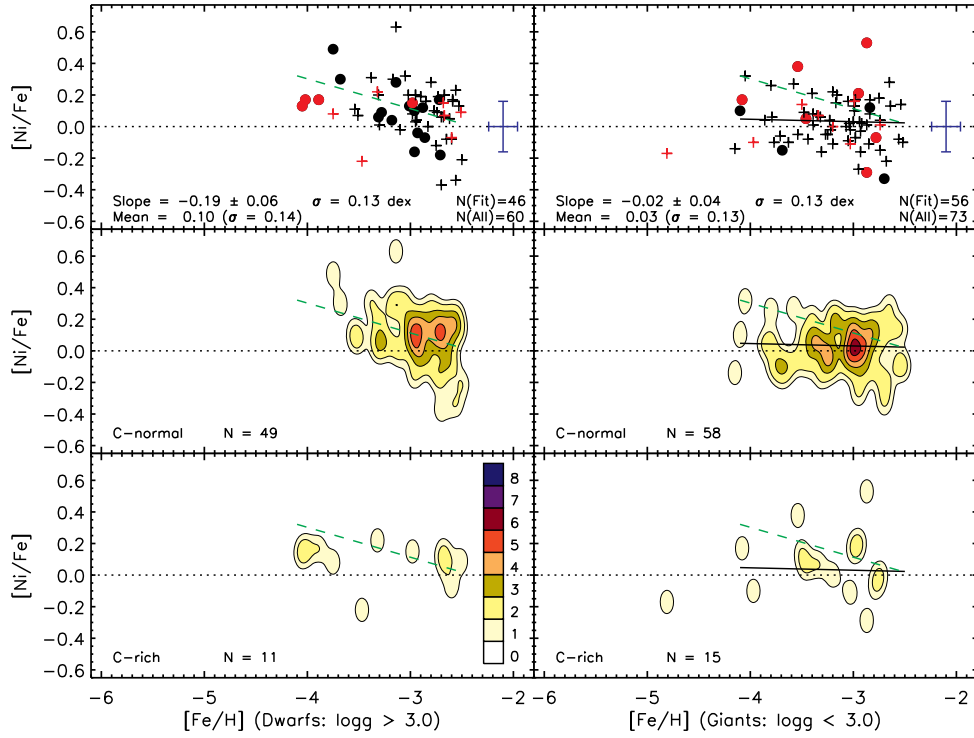 [Ni/Fe]
0.6
0.4
0.2
0.0
−0.2
−0.4
−0.6
Slope = −0.19 ± 0.06 σ = 0.13 dex N(Fit)=46
Mean = 0.10 (σ = 0.14) N(All)=60
Slope = −0.02 ± 0.04 σ = 0.13 dex N(Fit)=56
Mean = 0.03 (σ = 0.13) N(All)=73
[Ni/Fe]
0.6
0.4
0.2
0.0
−0.2
−0.4
−0.6
C−normal N = 49
C−normal N = 58
[Ni/Fe]
0.6
0.4
0.2
0.0
−0.2
−0.4
−0.6
8
7
6
5
4
3
2
1
0
C−rich N = 11
C−rich N = 15
−6 −5 −4 −3 −2
−6 −5 −4 −3 −2
[Fe/H] (Dwarfs: logg > 3.0)
[Fe/H] (Giants: logg < 3.0)